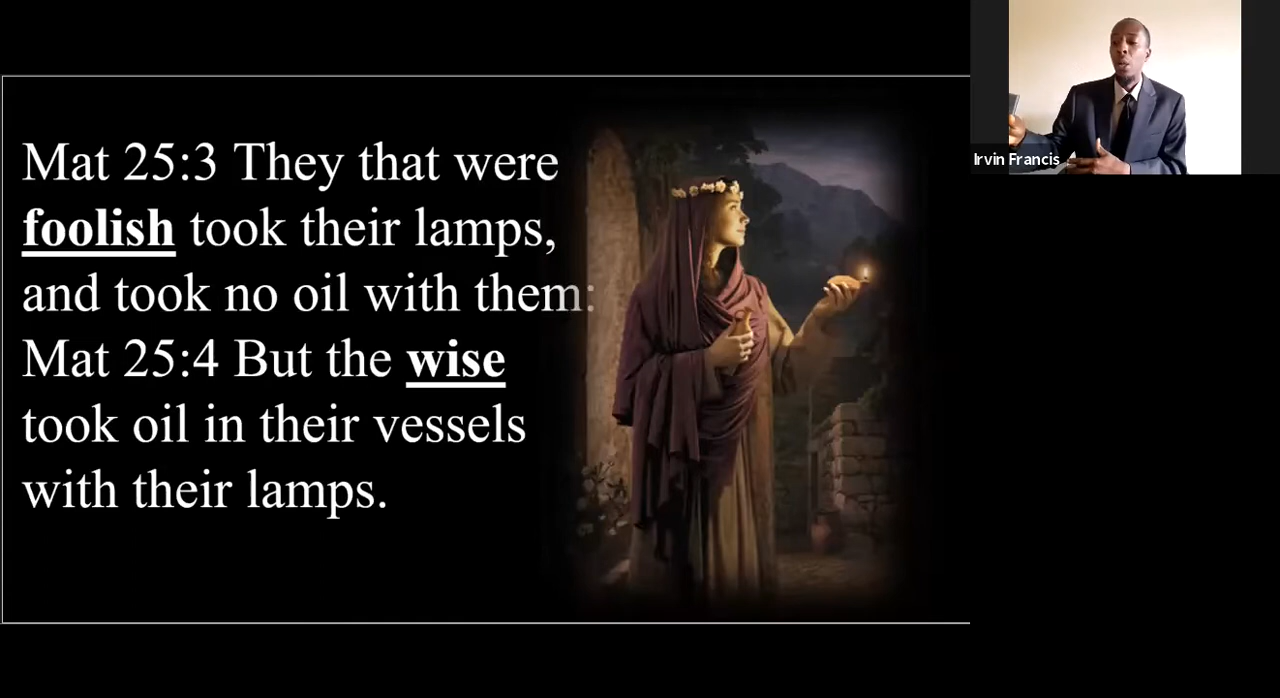 Mat 25:3 They that were
foolish took their lamps,
and took no oil with them:
Mat 25:4 But the wise
took oil in their vessels
with their lamps.
Irvin Francis